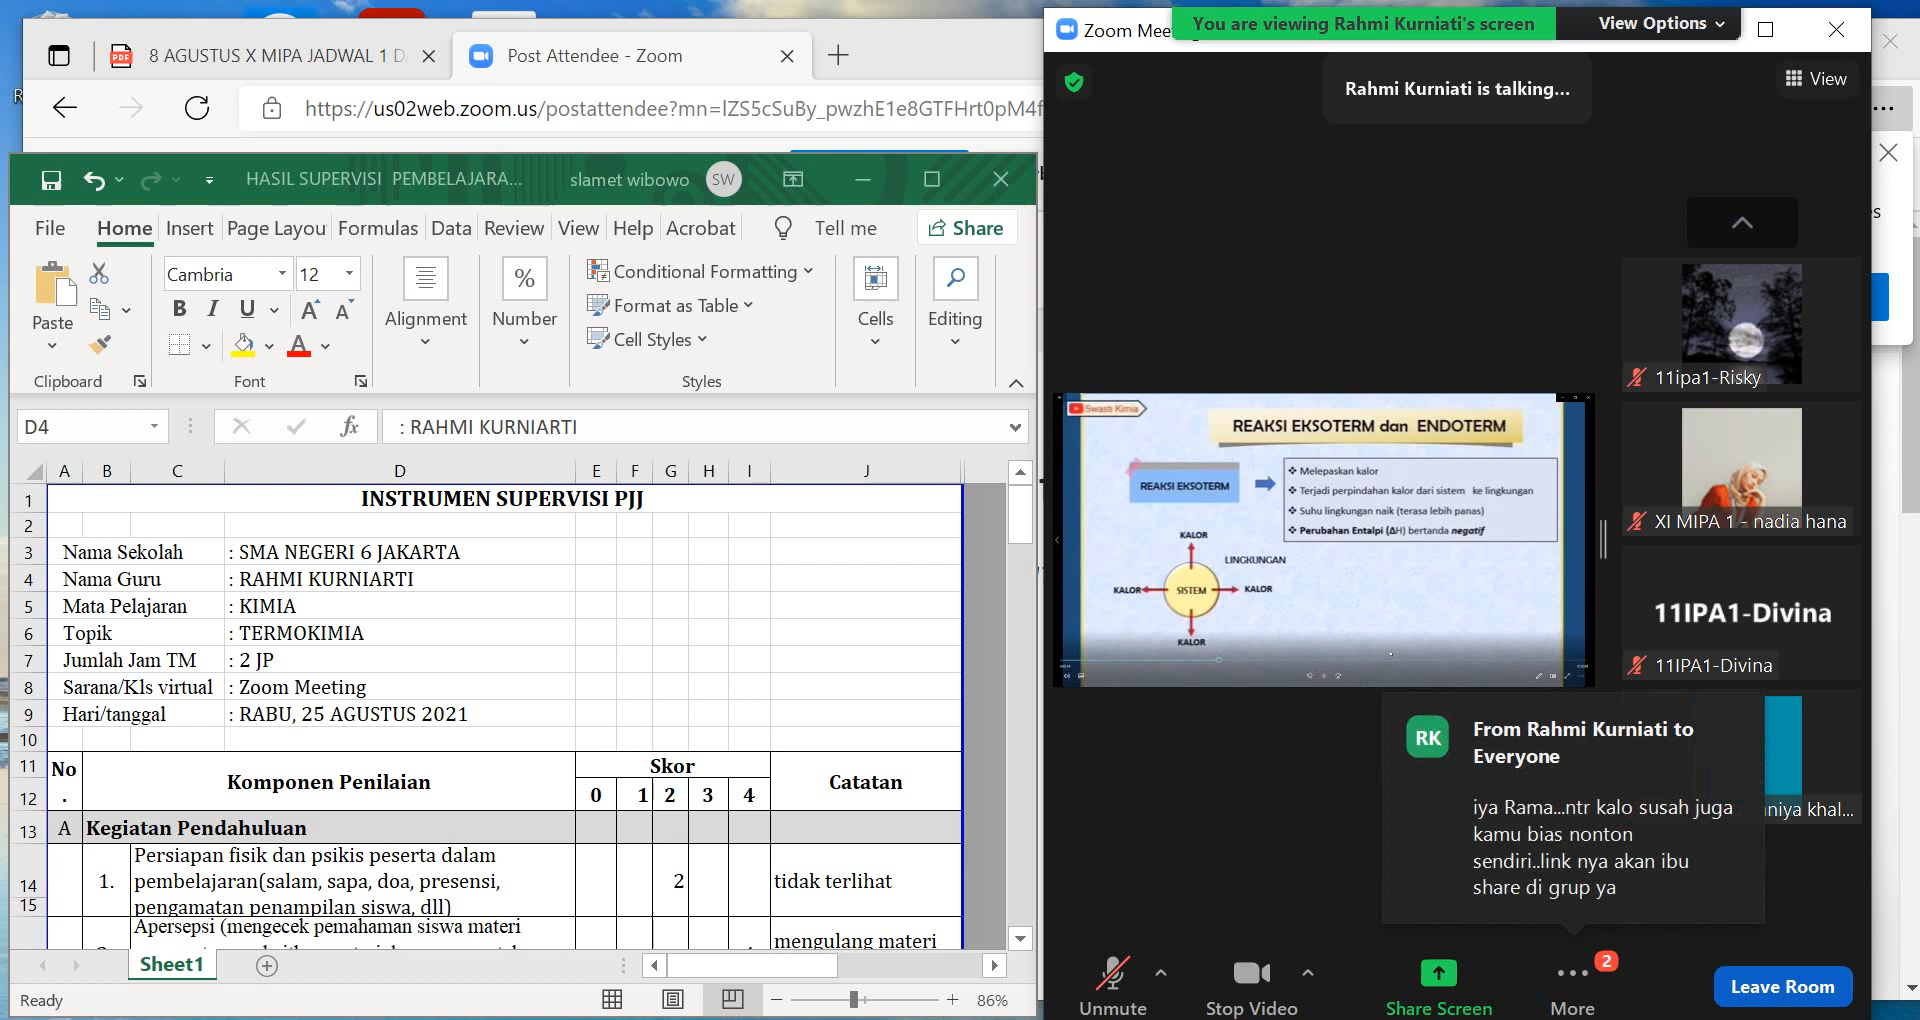 8 AGUSTUS X MIPA JADWAL 1 D
Post Attendee - Zoom
https://us02web.zoom.us/postattendee?mn=IZS5cSuBy_pwzhE1e8GTFHrt0pM4f
HASIL SUPERVISI PEMBELAJARA...
slamet wibowo
SW
File Home Insert Page Layou Formulas Data Review View Help Acrobat Tell me Share
Paste
Clipboard
Cambria 12
B I U A A
A
Font
Alignment
%
Number
Conditional Formatting
Format as Table
Cell Styles
Styles
Cells
Editing
D4
fx
: RAHMI KURNIARTI
A B C D E F G H I J
1 INSTRUMEN SUPERVISI PJJ
2
3 Nama Sekolah : SMA NEGERI 6 JAKARTA
4 Nama Guru : RAHMI KURNIARTI
5 Mata Pelajaran : KIMIA
6 Topik : TERMOKIMIA
7 Jumlah Jam TM : 2 JP
8 Sarana/Kls virtual : Zoom Meeting
9 Hari/tanggal : RABU, 25 AGUSTUS 2021
10
11 No Komponen Penilaian Skor Catatan
12 . 0 1 2 3 4
13 A Kegiatan Pendahuluan
Persiapan fisik dan psikis peserta dalam
14 1. pembelajaran(salam, sapa, doa, presensi, 2 tidak terlihat
15 pengamatan penampilan siswa, dll)
Apersepsi (mengecek pemahaman siswa materi
mengulang materi
Sheet1
Ready
86%
Zoom Mee
You are viewing Rahmi Kurniati's screen
View Options
Rahmi Kurniati is talking...
View
11ipa1-Risky
XI MIPA 1 - nadia hana
11IPA1-Divina
11IPA1-Divina
niya khal...
Swasti Kimia
REAKSI EKSOTERM dan ENDOTERM
REAKSI EKSOTERM
❖ Melepaskan kalor
❖ Terjadi perpindahan kalor dari sistem ke lingkungan
❖ Suhu lingkungan naik (terasa lebih panas)
❖ Perubahan Entalpi (ΔH) bertanda negatif
KALOR
LINGKUNGAN
KALOR SISTEM KALOR
KALOR
RK
From Rahmi Kurniati to
Everyone
iya Rama...ntr kalo susah juga
kamu bias nonton
sendiri..link nya akan ibu
share di grup ya
Unmute
Stop Video
Share Screen
2
More
Leave Room